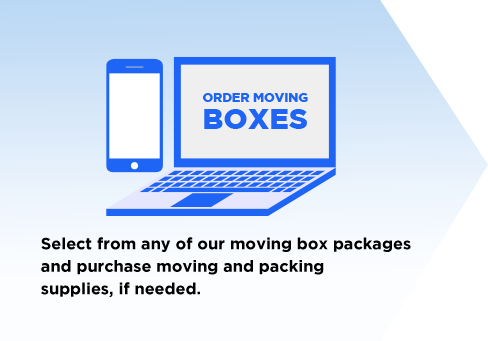 ORDER MOVING
BOXES
Select from any of our moving box packages
and purchase moving and packing
supplies, if needed.